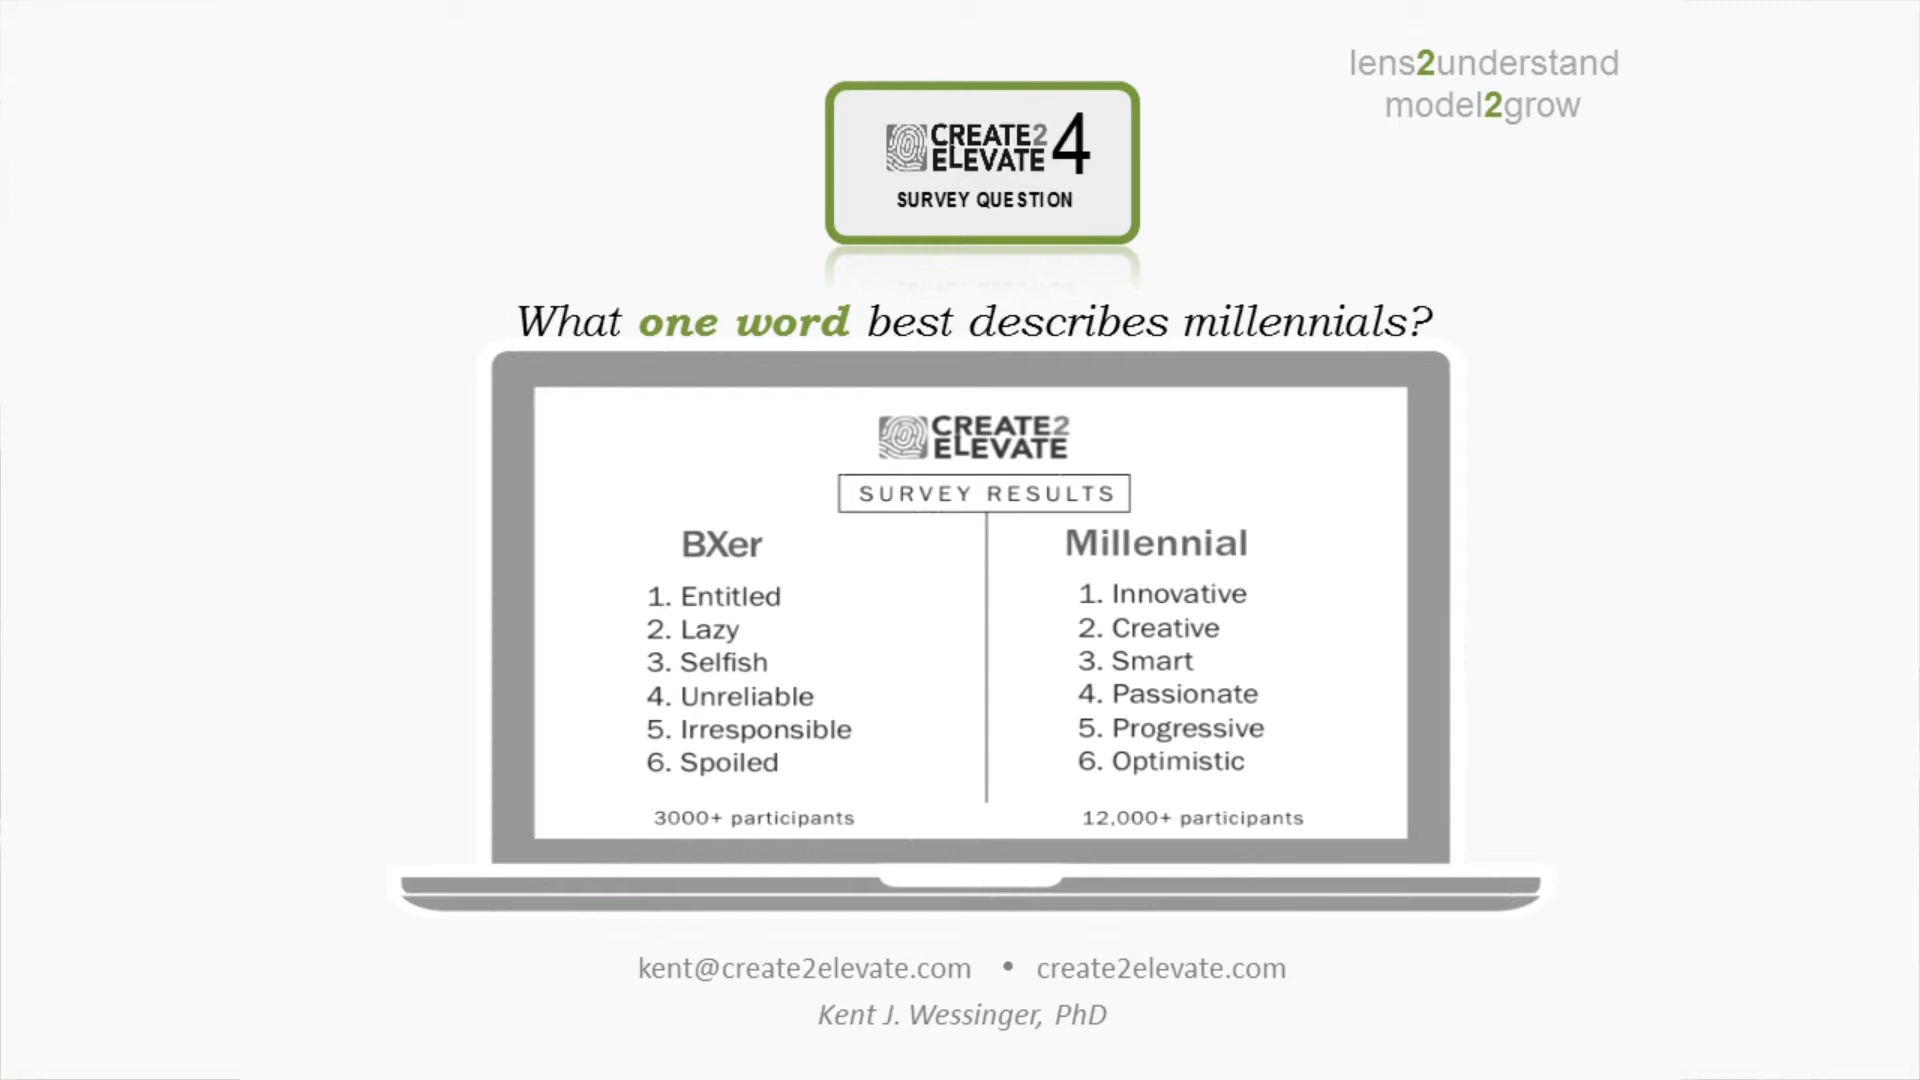 lens2understand
model2grow
CREATE2
ELEVATE 4
SURVEY QUESTION
What one word best describes millennials?
CREATE2
ELEVATE
SURVEY RESULTS
BXer
1. Entitled
2. Lazy
3. Selfish
4. Unreliable
5. Irresponsible
6. Spoiled
3000+ participants
Millennial
1. Innovative
2. Creative
3. Smart
4. Passionate
5. Progressive
6. Optimistic
12,000+ participants
kent@create2elevate.com • create2elevate.com
Kent J. Wessinger, PhD